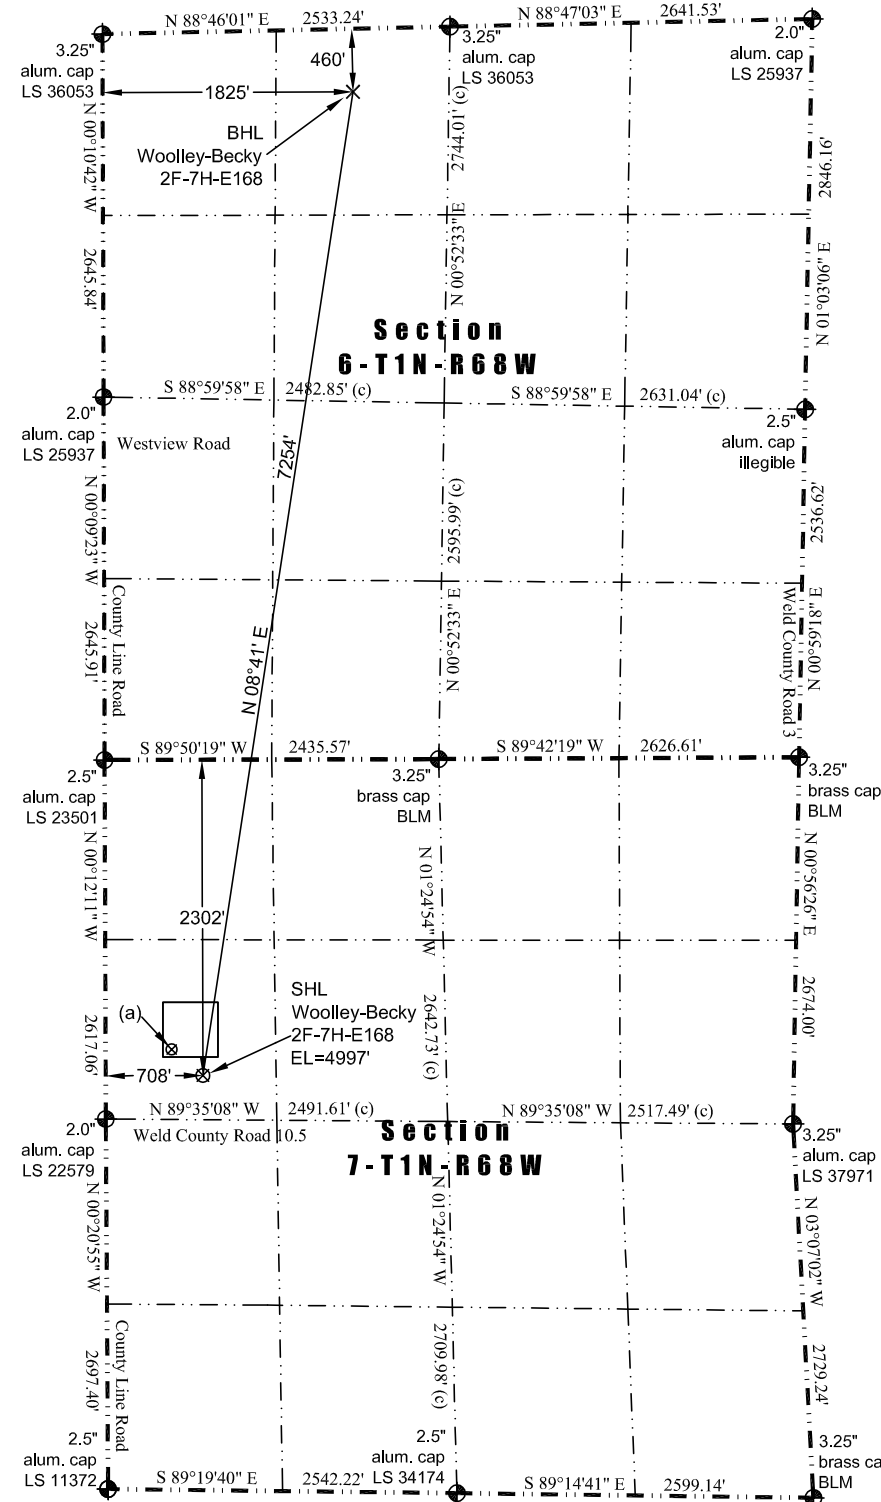 N 88°46'01" E 2533.24'
N 88°47'03" E 2641.53'
3.25"
alum. cap
LS 36053
460'
3.25"
alum. cap
LS 36053
2.0"
alum. cap
LS 25937
1825'
BHL
Woolley-Becky
2F-7H-E168
N 00°10'42" W
2645.84'
2744.01' (c)
N 00°52'33" E
2846.16'
N 01°03'06" E
Section
6-T1N-R68W
S 88°59'58" E 2482.85' (c)
S 88°59'58" E 2631.04' (c)
2.0"
alum. cap
LS 25937
Westview Road
2.5"
alum. cap
illegible
7254'
N 08°41' E
N 00°09'23" W
2645.91'
County Line Road
2595.99' (c)
N 00°52'33" E
2536.62'
N 00°59'18" E
Weld County Road 3
S 89°50'19" W 2435.57'
S 89°42'19" W 2626.61'
2.5"
alum. cap
LS 23501
3.25"
brass cap
BLM
3.25"
brass cap
BLM
N 00°12'11" W
2617.06'
2302'
N 01°24'54" W
2642.73' (c)
N 00°56'26" E
2674.00'
(a)
SHL
Woolley-Becky
2F-7H-E168
EL=4997'
708'
N 89°35'08" W 2491.61' (c)
N 89°35'08" W 2517.49' (c)
2.0"
alum. cap
LS 22579
Weld County Road 10.5
Section
7-T1N-R68W
3.25"
alum. cap
LS 37971
N 00°20'55" W
2697.40'
County Line Road
N 01°24'54" W
2709.98' (c)
N 03°07'02" W
2729.24'
2.5"
alum. cap
LS 11372
2.5"
alum. cap
LS 34174
3.25"
brass ca
BLM
S 89°19'40" E 2542.22'
S 89°14'41" E 2599.14'